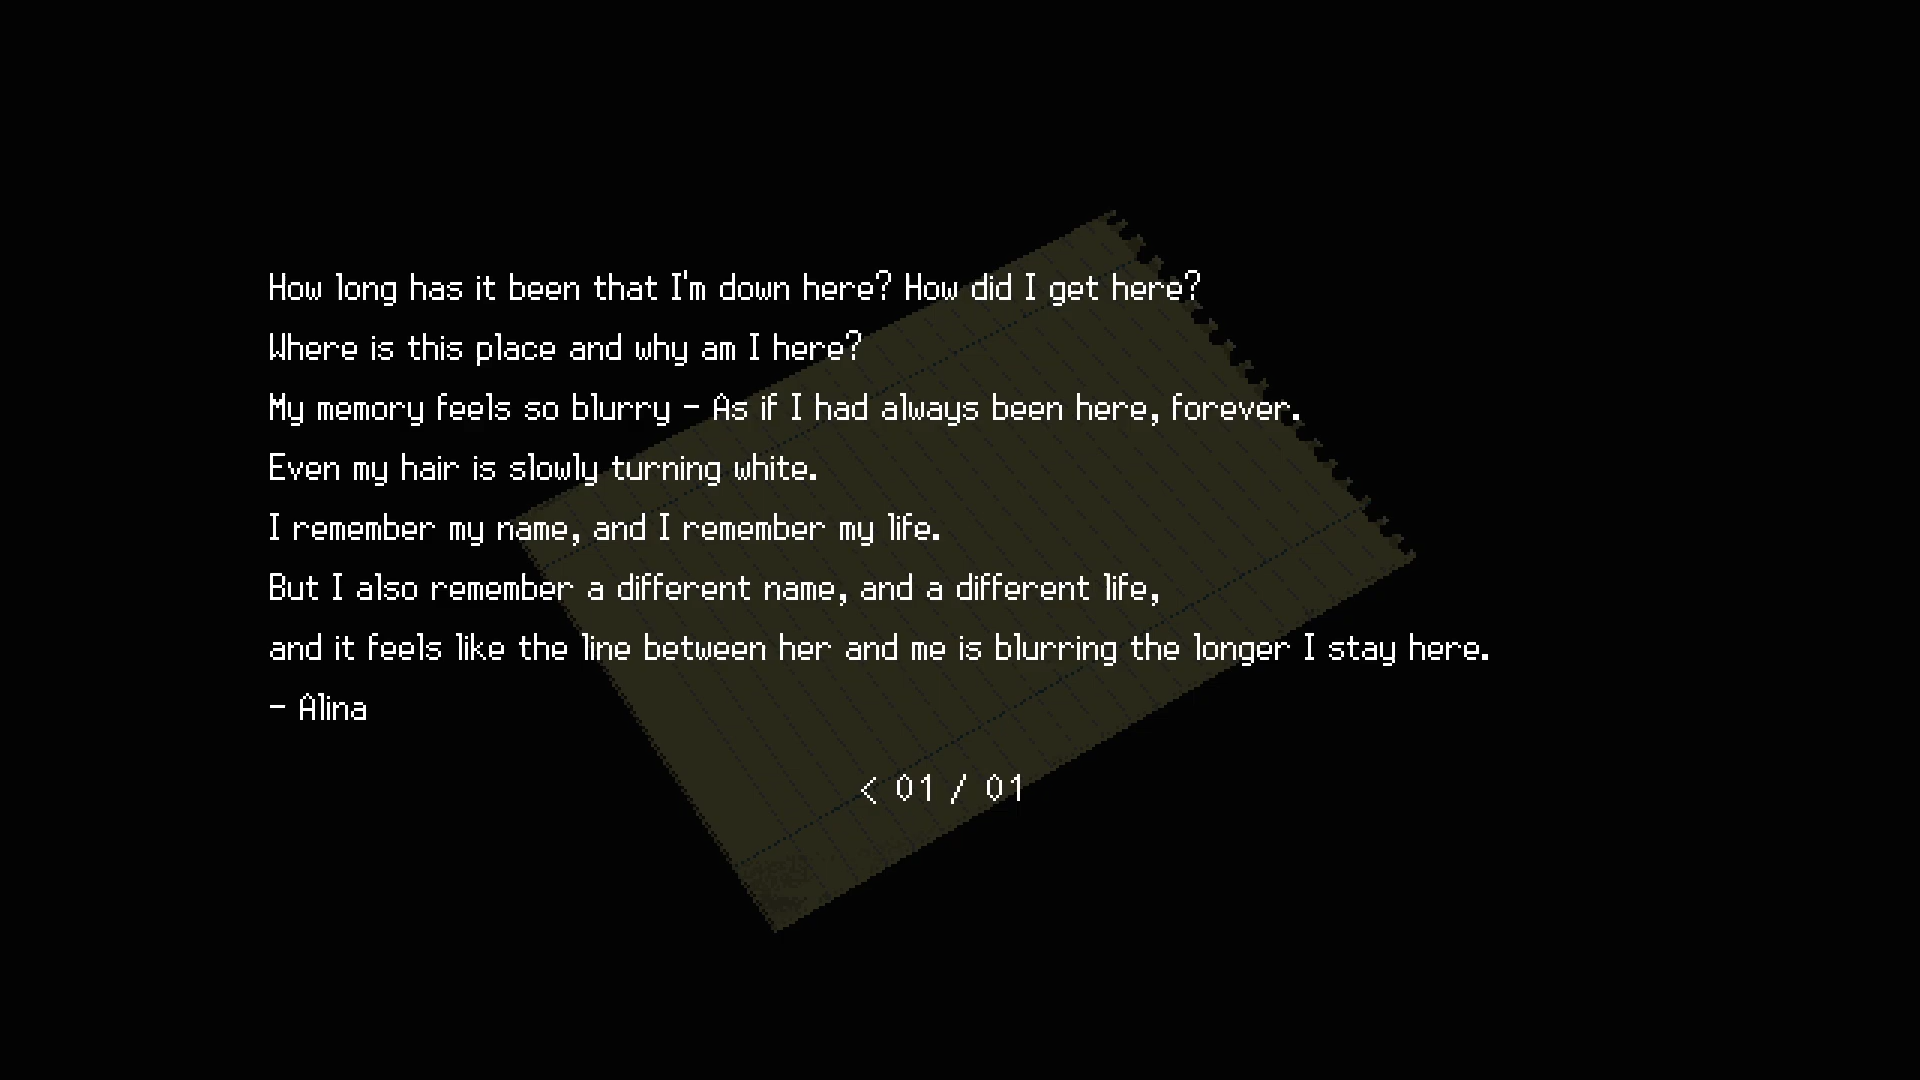 How long has it been that I'm down here? How did I get here?
Where is this place and why am I here?
My memory feels so blurry - As if I had always been here, forever.
Even my hair is slowly turning white.
I remember my name, and I remember my life.
But I also remember a different name, and a different life,
and it feels like the line between her and me is blurring the longer I stay here.
- Alina
< 01 / 01